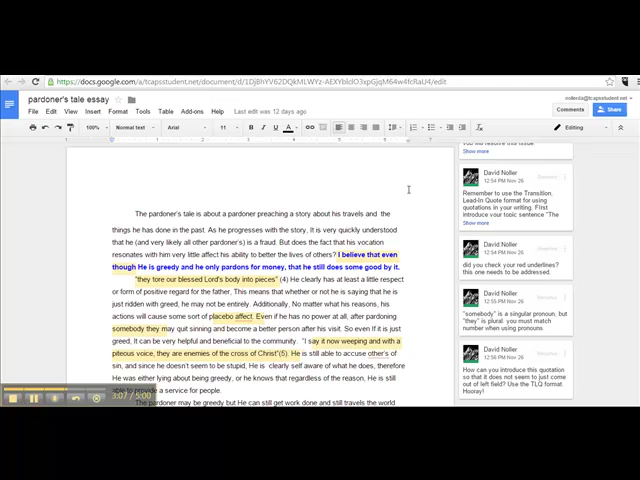 https://docs.google.com/a/tcapsstudent.net/document/d/
pardoner's tale essay
nollerda@tcapsstudent.net
File Edit View Insert Format Tools Table Add-ons Help Last edit was 12 days ago
Comments Share
100% Normal text Arial 11 B I U A Editing
The pardoner's tale is about a pardoner preaching a story about his travels and the
things he has done in the past. As he progresses with the story, It is very quickly understood
that he (and very likely all other pardoner's) is a fraud. But does the fact that his vocation
resonates with him very little affect his ability to better the lives of others? I believe that even
though He is greedy and he only pardons for money, that he still does some good by it.
"they tore our blessed Lord's body into pieces" (4) He clearly has at least a little respect
or form of positive regard for the father, This means that whether or not he is saying that he is
just ridden with greed, he may not be entirely. Additionally, No matter what his reasons, his
actions will cause some sort of placebo affect. Even if he has no power at all, after pardoning
somebody they may quit sinning and become a better person after his visit. So even If it is just
greed, It can be very helpful and beneficial to the community. "I say it now weeping and with a
piteous voice, they are enemies of the cross of Christ"(5). He is still able to accuse other's of
sin, and since he doesn't seem to be stupid, He is clearly self aware of what he does, therefore
He was either lying about being greedy, or he knows that regardless of the reason, He is still
able to provide a service for people.
The pardoner may be greedy but He can still get work done and still travels the world
you will resolve this issue.
Show more
David Noller
12:54 PM Nov 26
Remember to use the Transition,
Lead-In Quote format for using
quotations in your writing. First
introduce your topic sentence "The
Show more
David Noller
12:54 PM Nov 26
did you check your red underlines?
this one needs to be addressed.
David Noller
12:55 PM Nov 26
"somebody" is a singular pronoun, but
"they" is plural. you must match
number when using pronouns.
David Noller
12:56 PM Nov 26
How can you introduce this quotation
so it does not seem to just come
out of left field? Use the TLQ format.
Hooray!
3:07 / 5:00